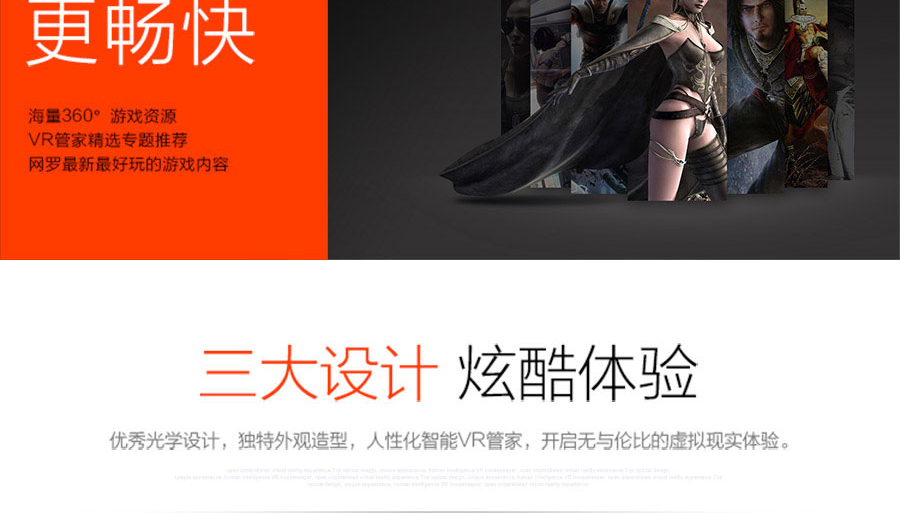 更畅快
海量360°游戏资源
VR管家精选专题推荐
网罗最新最好玩的游戏内容
三大设计 炫酷体验
优秀光学设计，独特外观造型，人性化智能VR管家，开启无与伦比的虚拟现实体验。